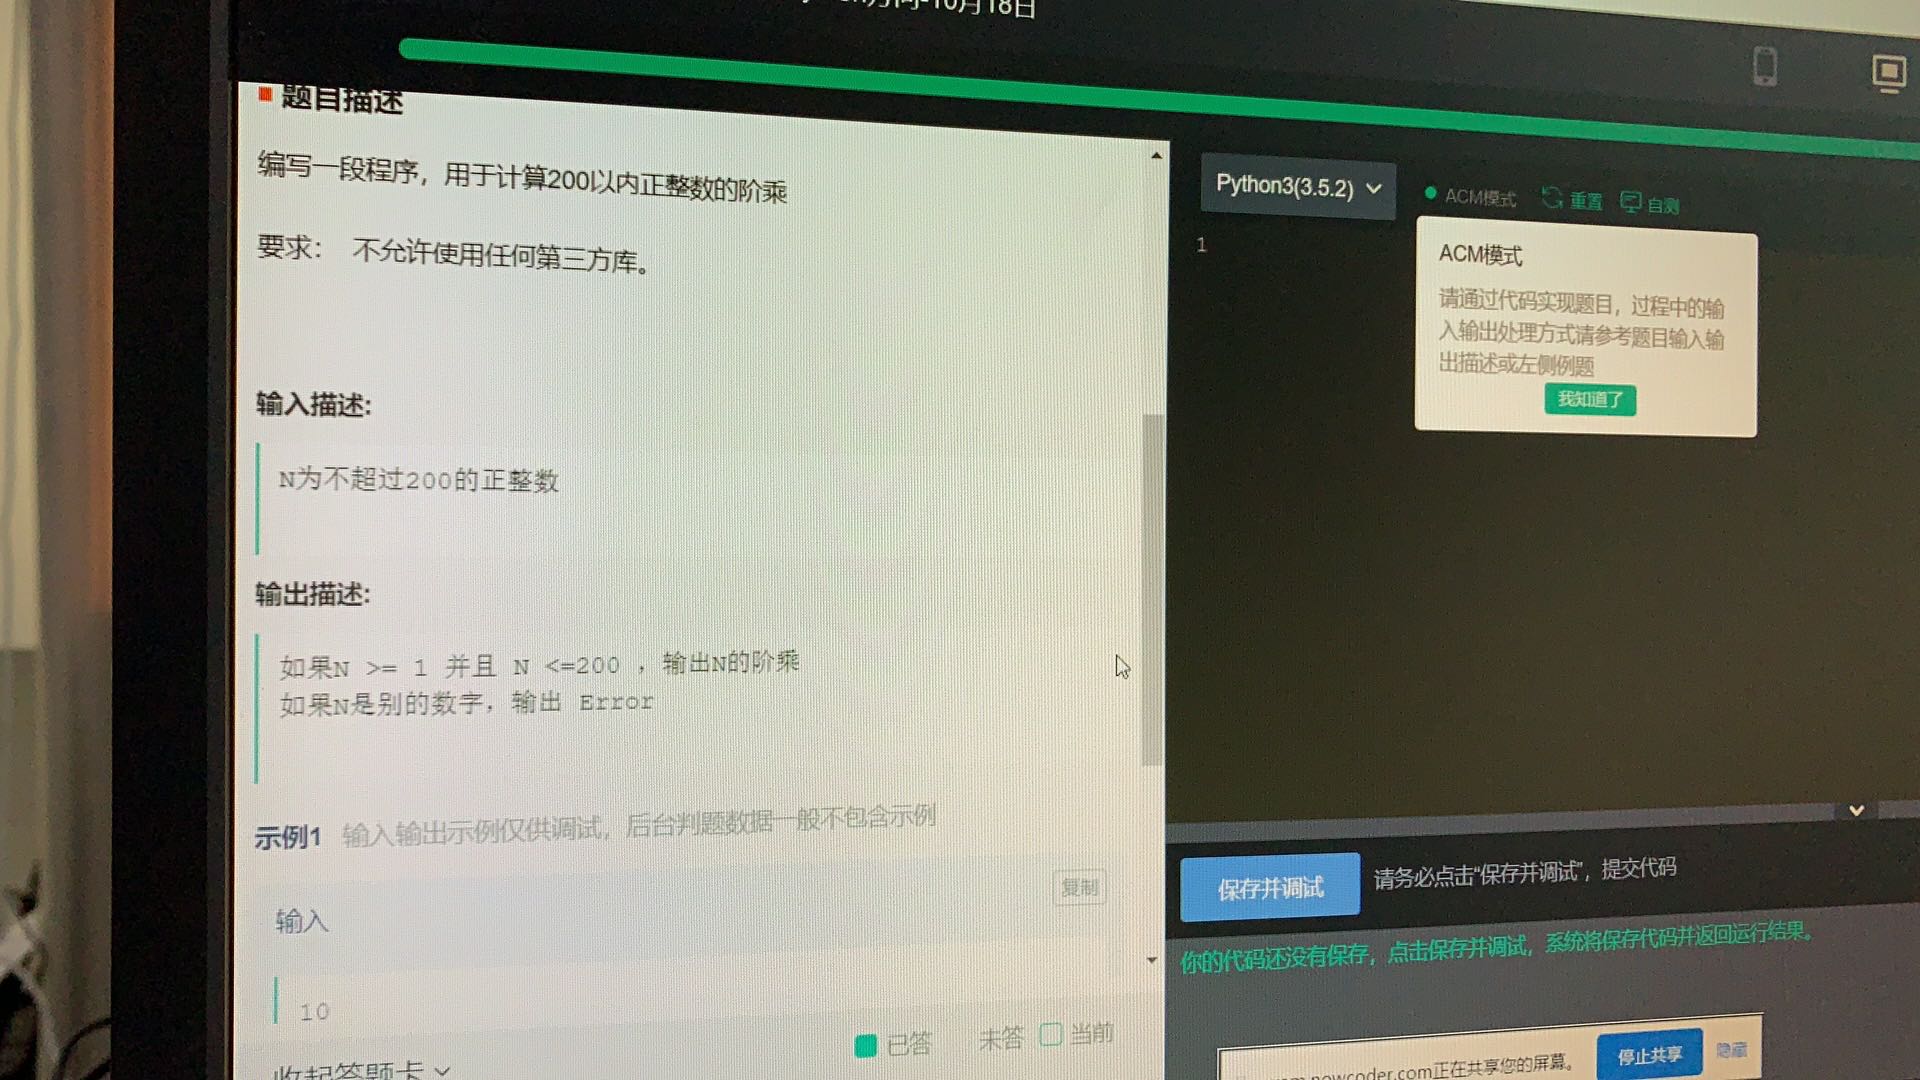 10月18日
题目描述
编写一段程序，用于计算200以内正整数的阶乘
要求： 不允许使用任何第三方库。
输入描述:
N为不超过200的正整数
输出描述:
如果N >= 1 并且 N <=200 ，输出N的阶乘
如果N是别的数字，输出 Error
示例1 输入输出示例仅供调试，后台判题数据一般不包含示例
复制
输入
10
已答 未答 当前
收起答题卡
Python3(3.5.2)
ACM模式 重置 自测
1
ACM模式
请通过代码实现题目，过程中的输
入输出处理方式请参考题目输入输
出描述或左侧例题
我知道了
保存并调试 请务必点击“保存并调试”，提交代码
你的代码还没有保存，点击保存并调试，系统将保存代码并返回运行结果。
nowcoder.com正在共享您的屏幕。 停止共享 隐藏